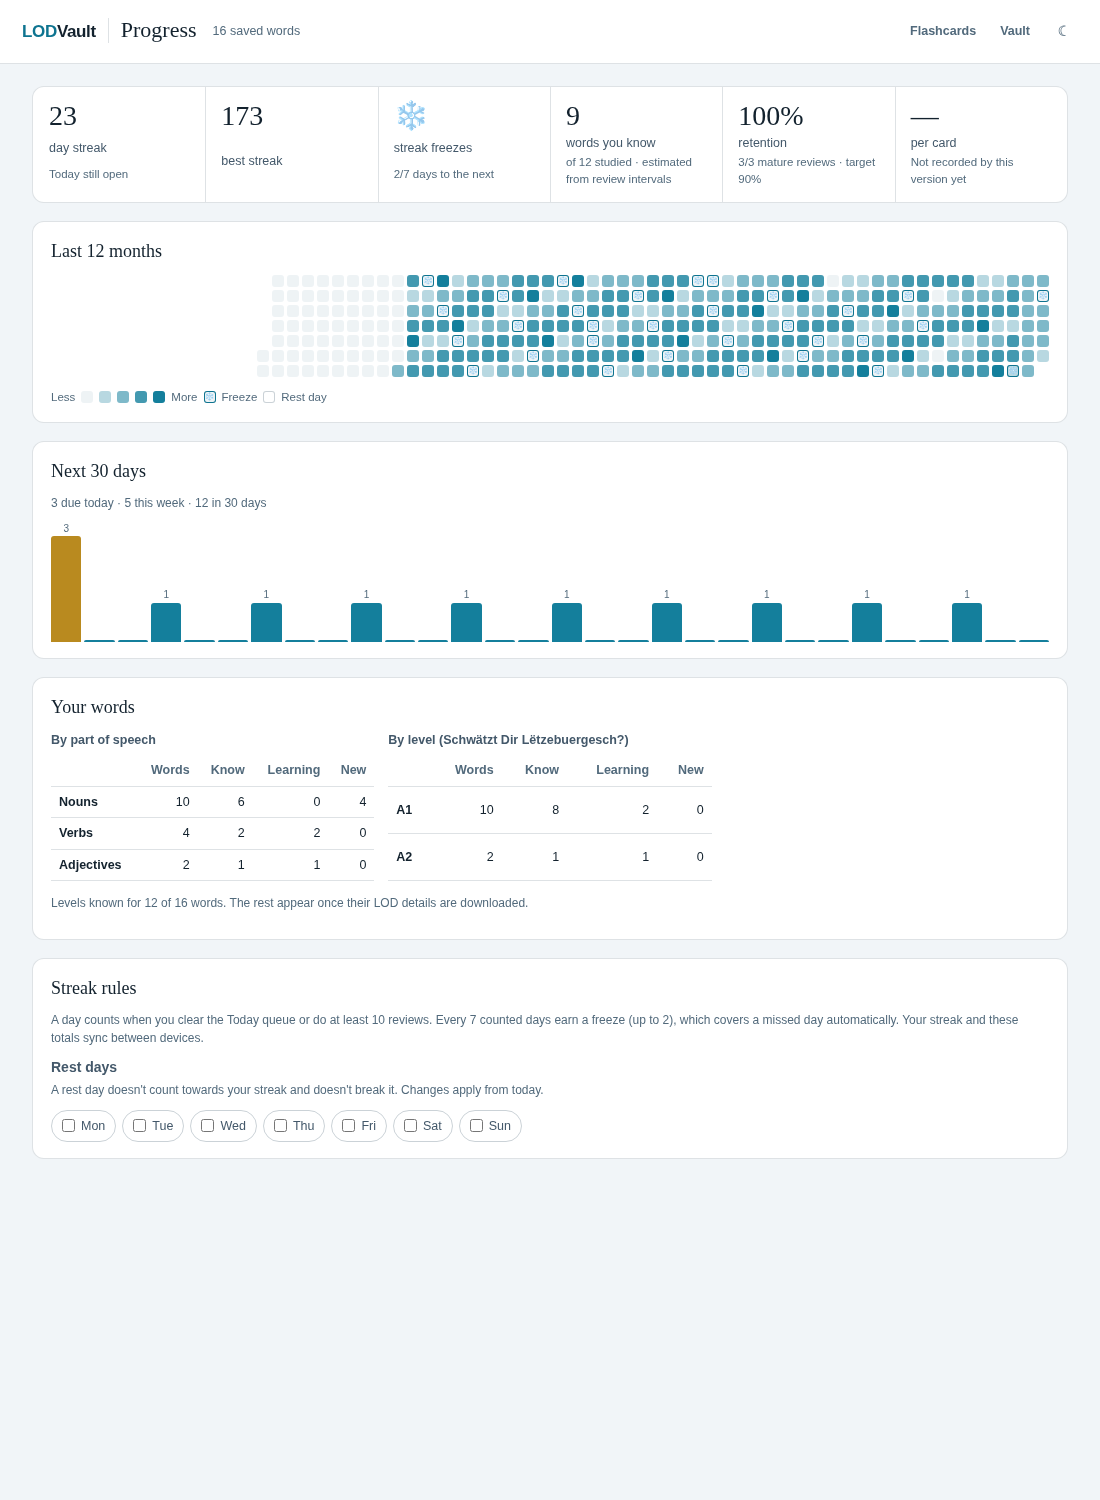 LODVault Progress 16 saved words Flashcards Vault
23
day streak
Today still open
173
best streak
streak freezes
2/7 days to the next
9
words you know
of 12 studied · estimated
from review intervals
100%
retention
3/3 mature reviews · target
90%
—
per card
Not recorded by this
version yet
Last 12 months
Less More Freeze Rest day
Next 30 days
3 due today · 5 this week · 12 in 30 days
3
1 1 1 1 1 1 1 1 1
Your words
By part of speech
Words Know Learning New
Nouns 10 6 0 4
Verbs 4 2 2 0
Adjectives 2 1 1 0
By level (Schwätzt Dir Lëtzebuergesch?)
Words Know Learning New
A1 10 8 2 0
A2 2 1 1 0
Levels known for 12 of 16 words. The rest appear once their LOD details are downloaded.
Streak rules
A day counts when you clear the Today queue or do at least 10 reviews. Every 7 counted days earn a freeze (up to 2), which covers a missed day automatically. Your streak and these
totals sync between devices.
Rest days
A rest day doesn't count towards your streak and doesn't break it. Changes apply from today.
Mon Tue Wed Thu Fri Sat Sun